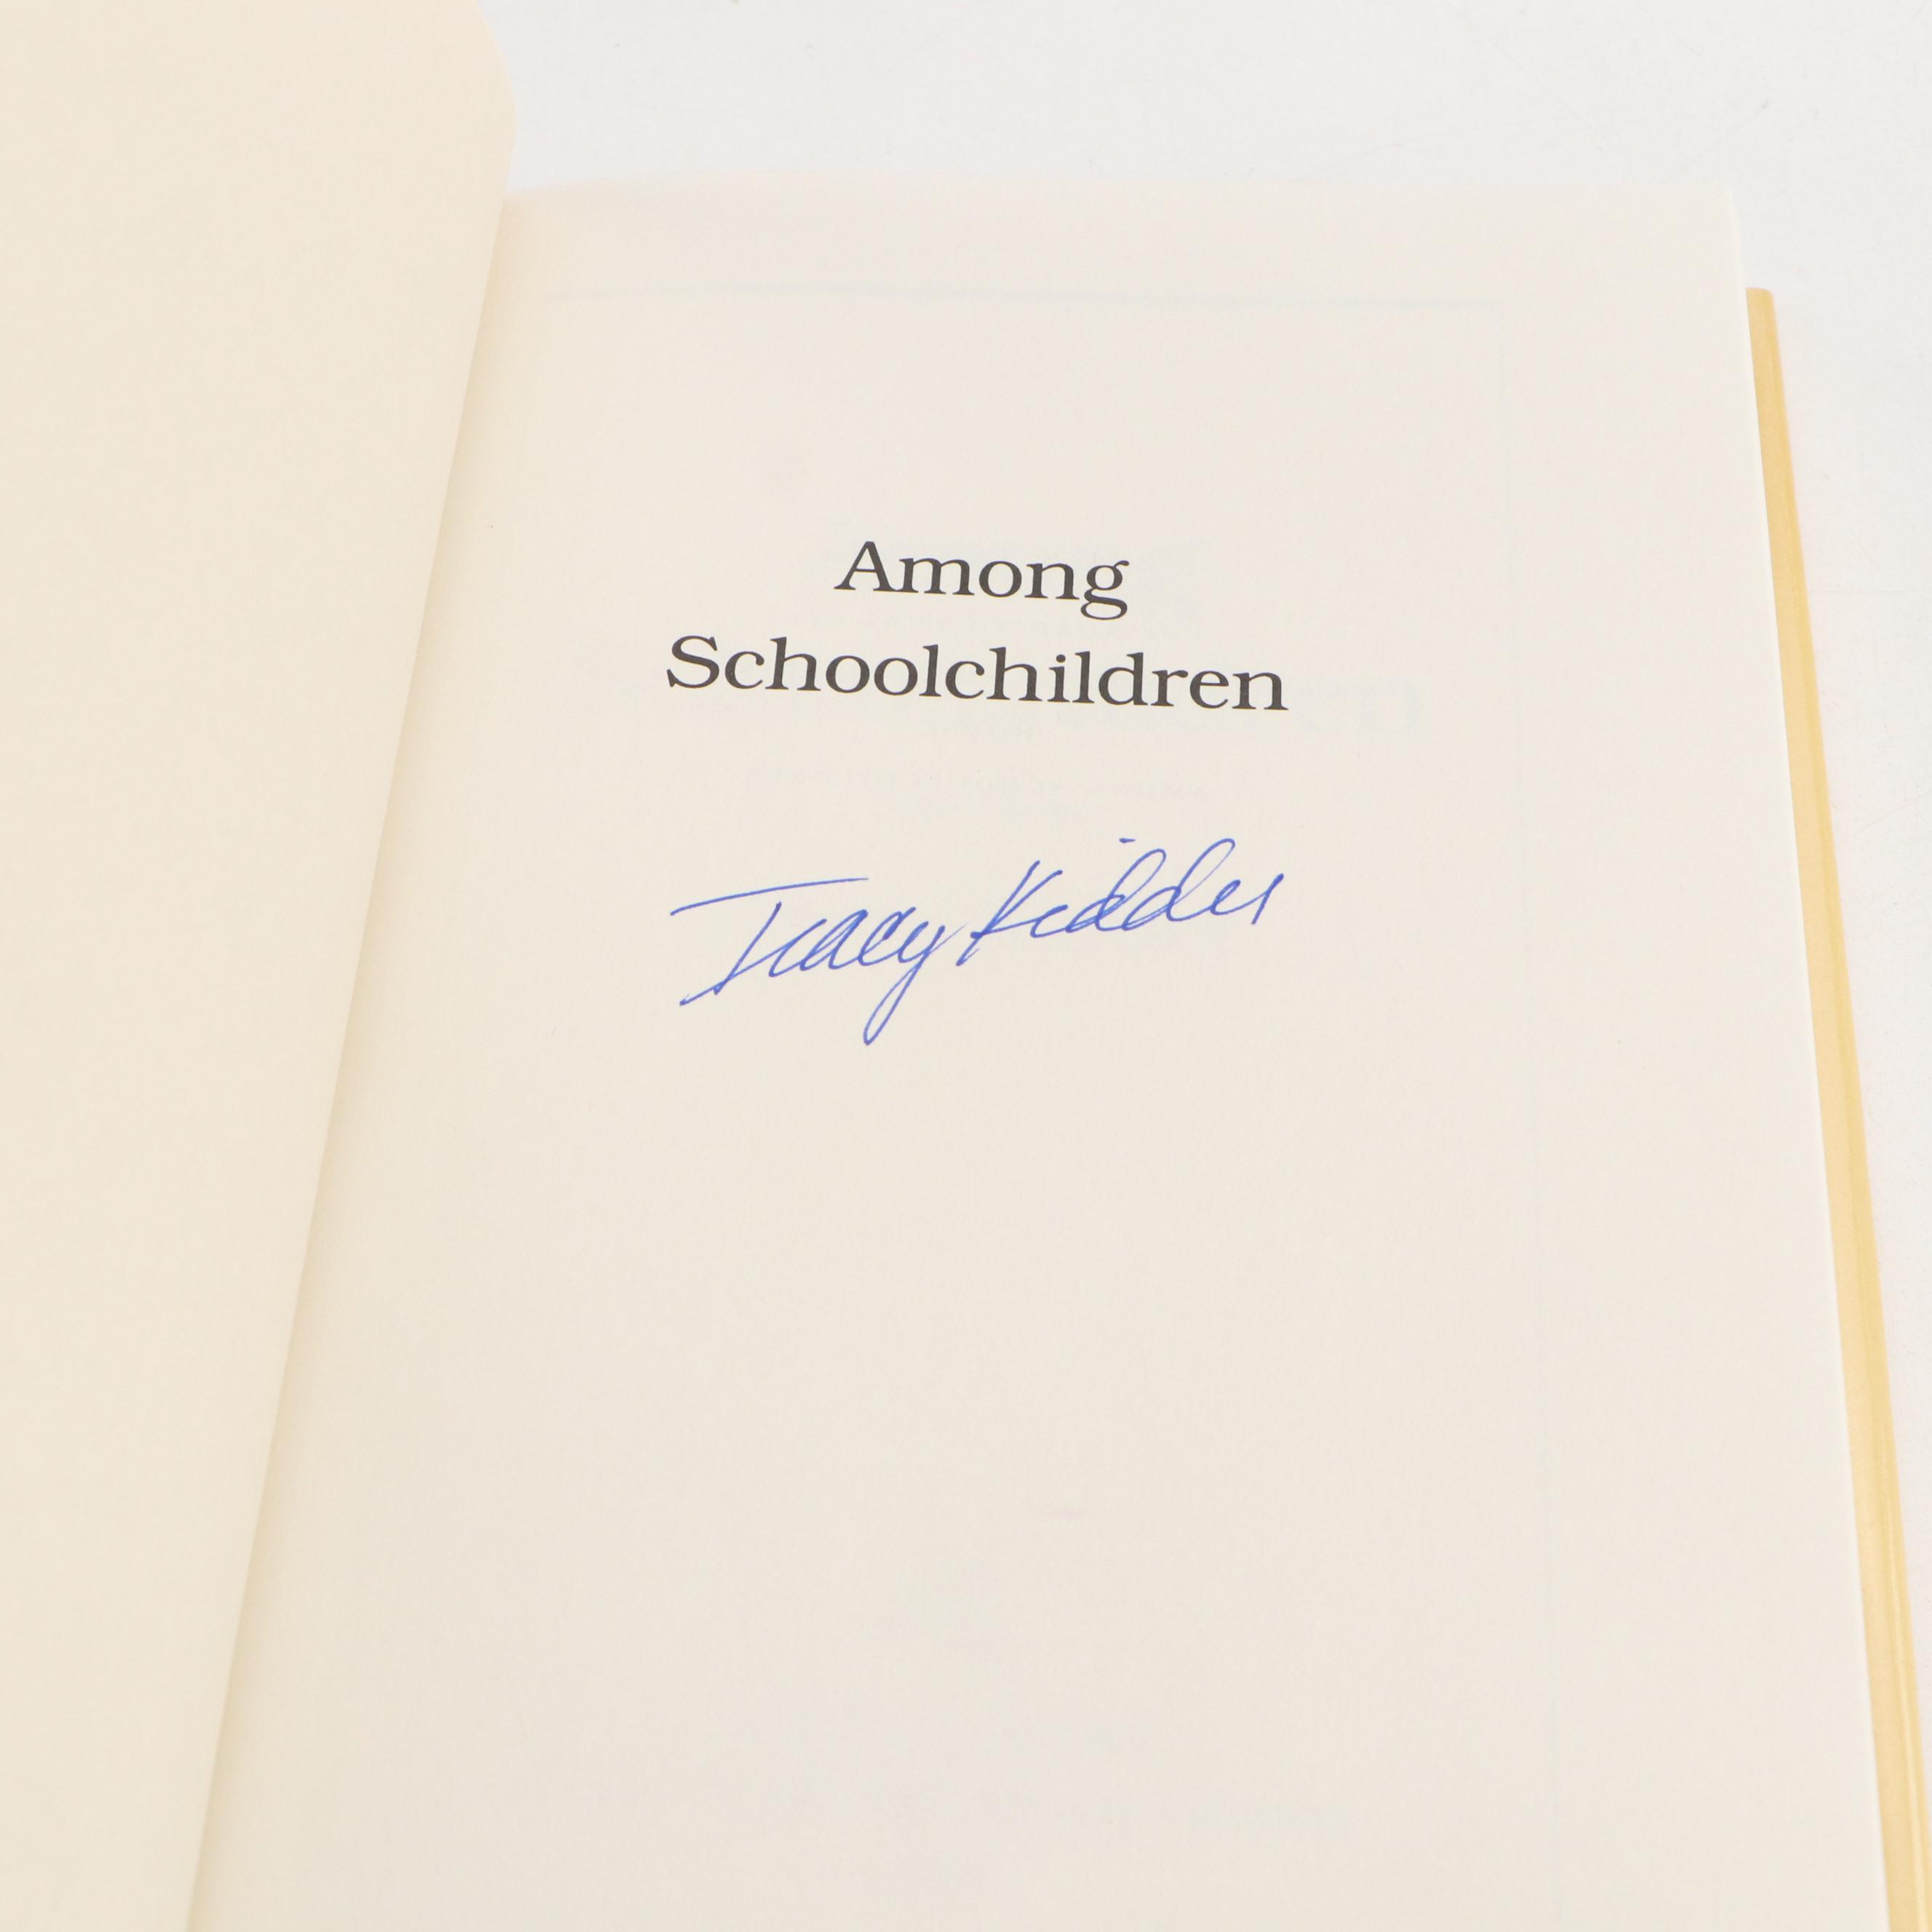 Among
Schoolchildren
Tracy Kidder